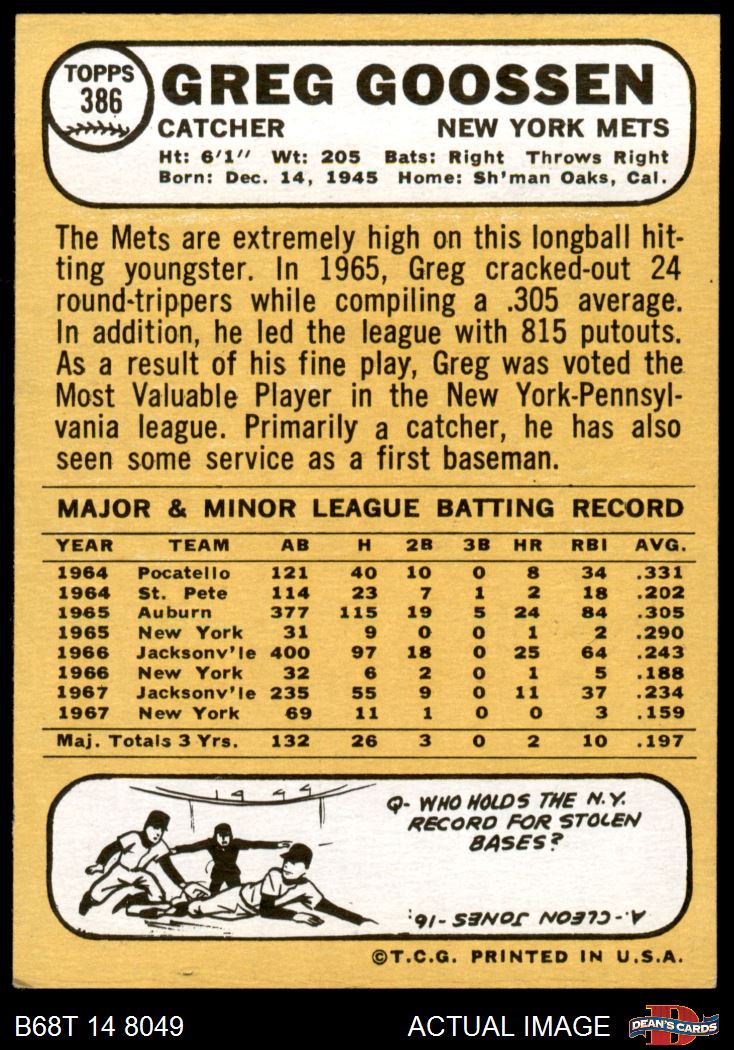 TOPPS
386
GREG GOOSSEN
CATCHER NEW YORK METS
Ht: 6'1" Wt: 205 Bats: Right Throws Right
Born: Dec. 14, 1945 Home: Sh'man Oaks, Cal.
The Mets are extremely high on this longball hit-
ting youngster. In 1965, Greg cracked-out 24
round-trippers while compiling a .305 average.
In addition, he led the league with 815 putouts.
As a result of his fine play, Greg was voted the
Most Valuable Player in the New York-Pennsyl-
vania league. Primarily a catcher, he has also
seen some service as a first baseman.
MAJOR & MINOR LEAGUE BATTING RECORD
YEAR TEAM AB H 2B 3B HR RBI AVG.
1964 Pocatello 121 40 10 0 8 34 .331
1964 St. Pete 114 23 7 1 2 18 .202
1965 Auburn 377 115 19 5 24 84 .305
1965 New York 31 9 0 0 1 2 .290
1966 Jacksonv'le 400 97 18 0 25 64 .243
1966 New York 32 6 2 0 1 5 .188
1967 Jacksonv'le 235 55 9 0 11 37 .234
1967 New York 69 11 1 0 0 3 .159
Maj. Totals 3 Yrs. 132 26 3 0 2 10 .197
Q- WHO HOLDS THE N.Y.
RECORD FOR STOLEN
BASES?
A- CLEON JONES -16.
©T.C.G. PRINTED IN U.S.A.
B68T 14 8049 ACTUAL IMAGE DEAN'S CARDS